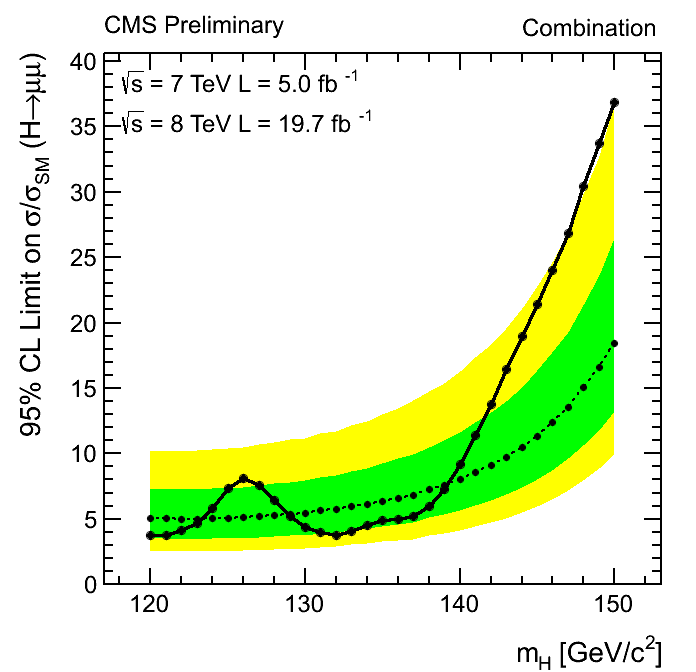 CMS Preliminary
Combination
√s = 7 TeV L = 5.0 fb⁻¹
√s = 8 TeV L = 19.7 fb⁻¹
95% CL Limit on σ/σ_SM (H→μμ)
40
35
30
25
20
15
10
5
0
120
130
140
150
m_H [GeV/c²]